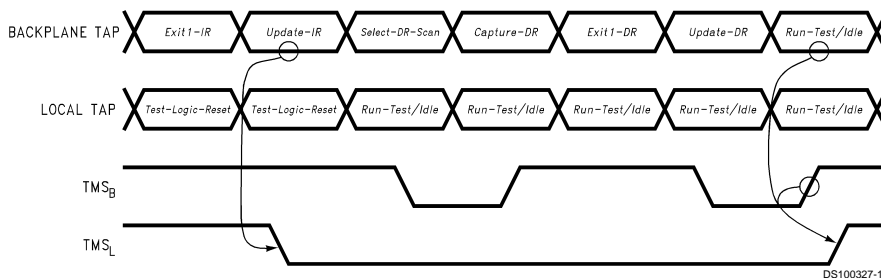 BACKPLANE TAP Exit1-IR Update-IR Select-DR-Scan Capture-DR Exit1-DR Update-DR Run-Test/Idle
LOCAL TAP Test-Logic-Reset Test-Logic-Reset Run-Test/Idle Run-Test/Idle Run-Test/Idle Run-Test/Idle Run-Test/Idle
TMSB
TMSL
DS100327-1